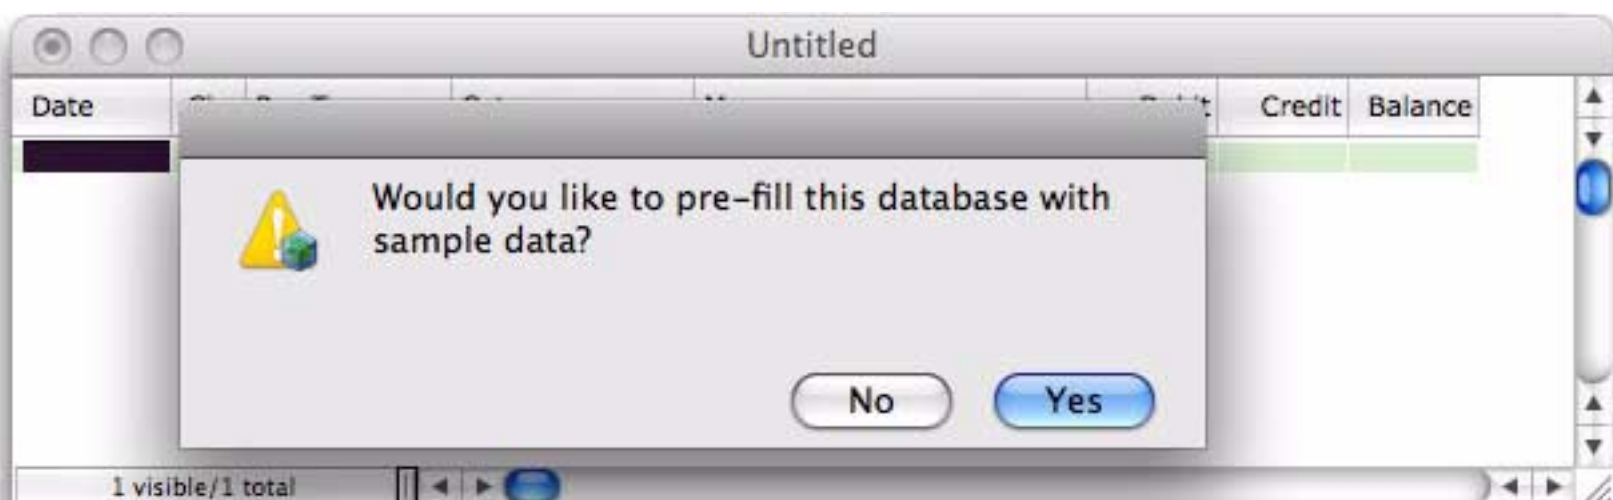 Untitled
Date Credit Balance
Would you like to pre-fill this database with
sample data?
No Yes
1 visible/1 total